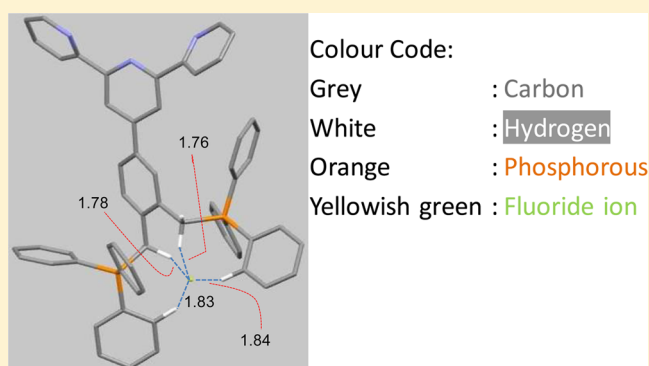 Colour Code:
Grey : Carbon
White : Hydrogen
Orange : Phosphorous
Yellowish green : Fluoride ion
1.76
1.78
1.83
1.84